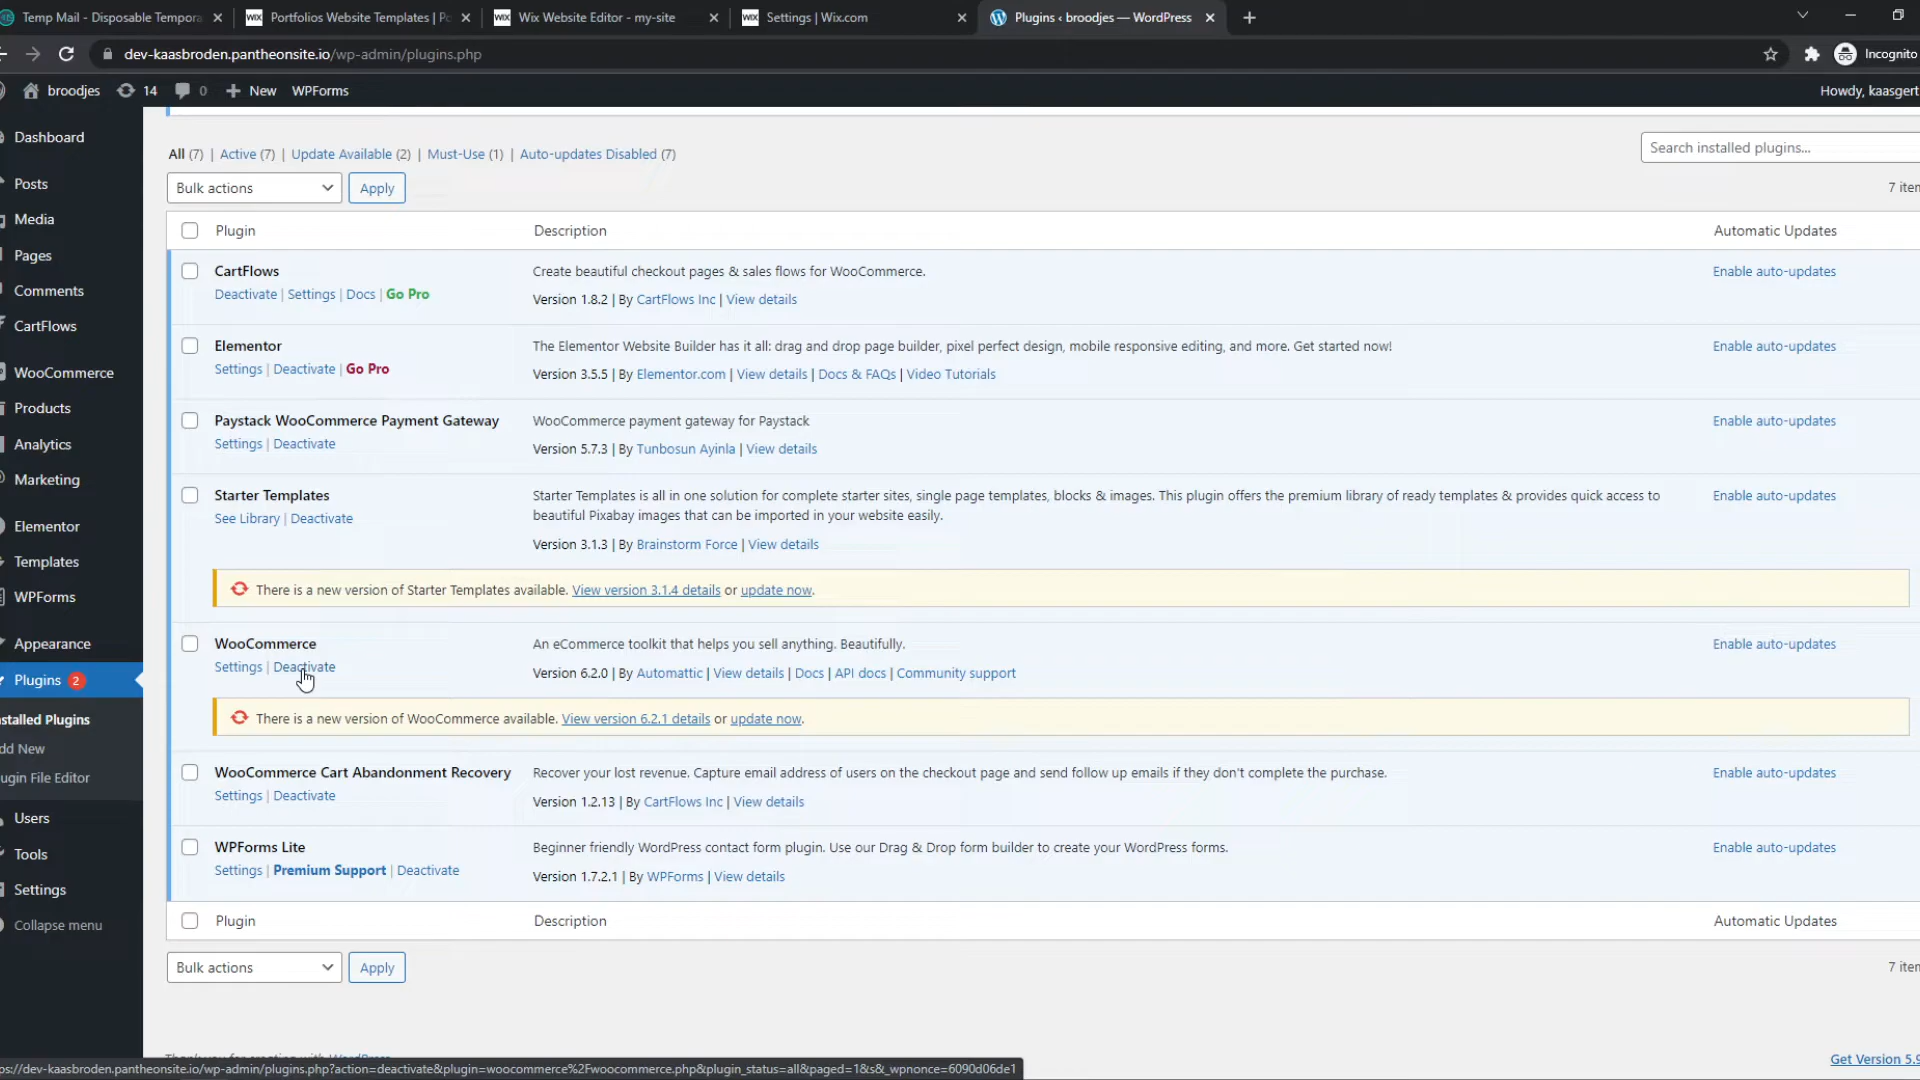 Temp Mail - Disposable Tempora
WIX Portfolios Website Templates | Po
WIX Wix Website Editor - my-site
WIX Settings | Wix.com
Plugins ‹ broodjes — WordPress
dev-kaasbroden.pantheonsite.io/wp-admin/plugins.php
Incognito
broodjes 14 0 New WPForms
Howdy, kaasgert
Dashboard
Posts
Media
Pages
Comments
CartFlows
WooCommerce
Products
Analytics
Marketing
Elementor
Templates
WPForms
Appearance
Plugins 2
nstalled Plugins
dd New
ugin File Editor
Users
Tools
Settings
Collapse menu
All (7) | Active (7) | Update Available (2) | Must-Use (1) | Auto-updates Disabled (7)
Search installed plugins...
Bulk actions Apply
7 iter
Plugin Description Automatic Updates
CartFlows
Deactivate | Settings | Docs | Go Pro
Create beautiful checkout pages & sales flows for WooCommerce.
Version 1.8.2 | By CartFlows Inc | View details
Enable auto-updates
Elementor
Settings | Deactivate | Go Pro
The Elementor Website Builder has it all: drag and drop page builder, pixel perfect design, mobile responsive editing, and more. Get started now!
Version 3.5.5 | By Elementor.com | View details | Docs & FAQs | Video Tutorials
Enable auto-updates
Paystack WooCommerce Payment Gateway
Settings | Deactivate
WooCommerce payment gateway for Paystack
Version 5.7.3 | By Tunbosun Ayinla | View details
Enable auto-updates
Starter Templates
See Library | Deactivate
Starter Templates is all in one solution for complete starter sites, single page templates, blocks & images. This plugin offers the premium library of ready templates & provides quick access to
beautiful Pixabay images that can be imported in your website easily.
Version 3.1.3 | By Brainstorm Force | View details
Enable auto-updates
There is a new version of Starter Templates available. View version 3.1.4 details or update now.
WooCommerce
Settings | Deactivate
An eCommerce toolkit that helps you sell anything. Beautifully.
Version 6.2.0 | By Automattic | View details | Docs | API docs | Community support
Enable auto-updates
There is a new version of WooCommerce available. View version 6.2.1 details or update now.
WooCommerce Cart Abandonment Recovery
Settings | Deactivate
Recover your lost revenue. Capture email address of users on the checkout page and send follow up emails if they don't complete the purchase.
Version 1.2.13 | By CartFlows Inc | View details
Enable auto-updates
WPForms Lite
Settings | Premium Support | Deactivate
Beginner friendly WordPress contact form plugin. Use our Drag & Drop form builder to create your WordPress forms.
Version 1.7.2.1 | By WPForms | View details
Enable auto-updates
Plugin Description Automatic Updates
Bulk actions Apply
7 iter
Get Version 5.9
ps://dev-kaasbroden.pantheonsite.io/wp-admin/plugins.php?action=deactivate&plugin=woocommerce%2Fwoocommerce.php&plugin_status=all&paged=1&s&_wpnonce=6090d06de1